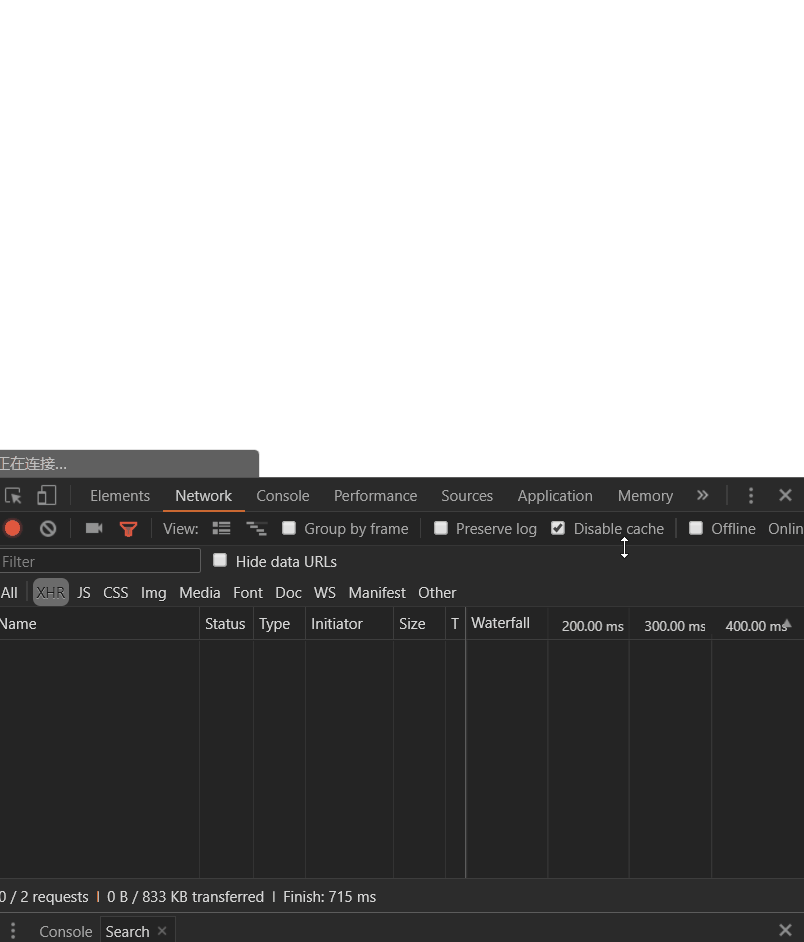 正在连接...
Elements Network Console Performance Sources Application Memory »
View: Group by frame Preserve log Disable cache Offline Onlin
Filter Hide data URLs
All XHR JS CSS Img Media Font Doc WS Manifest Other
Name Status Type Initiator Size T Waterfall 200.00 ms 300.00 ms 400.00 ms
0 / 2 requests | 0 B / 833 KB transferred | Finish: 715 ms
Console Search